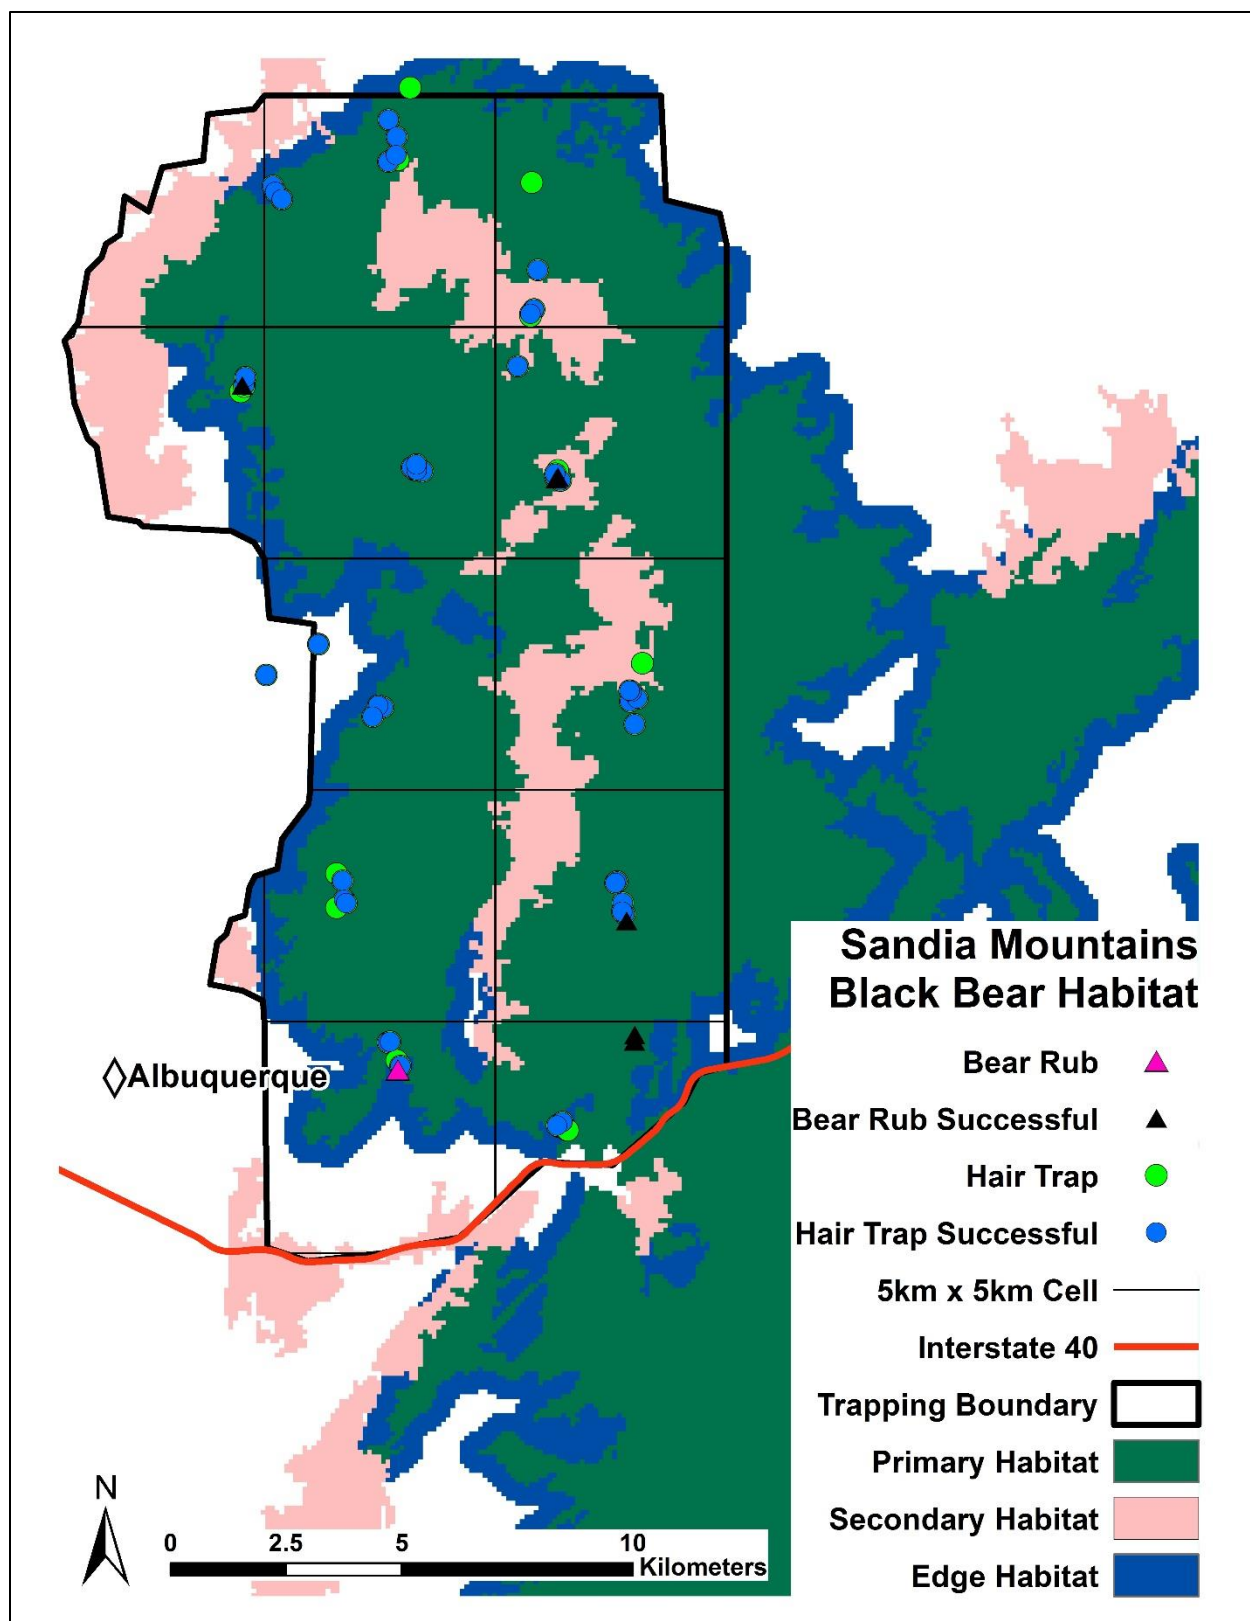 Albuquerque
Sandia Mountains
Black Bear Habitat
Bear Rub
Bear Rub Successful
Hair Trap
Hair Trap Successful
5km x 5km Cell
Interstate 40
Trapping Boundary
Primary Habitat
Secondary Habitat
Edge Habitat
N
0 2.5 5 10
Kilometers